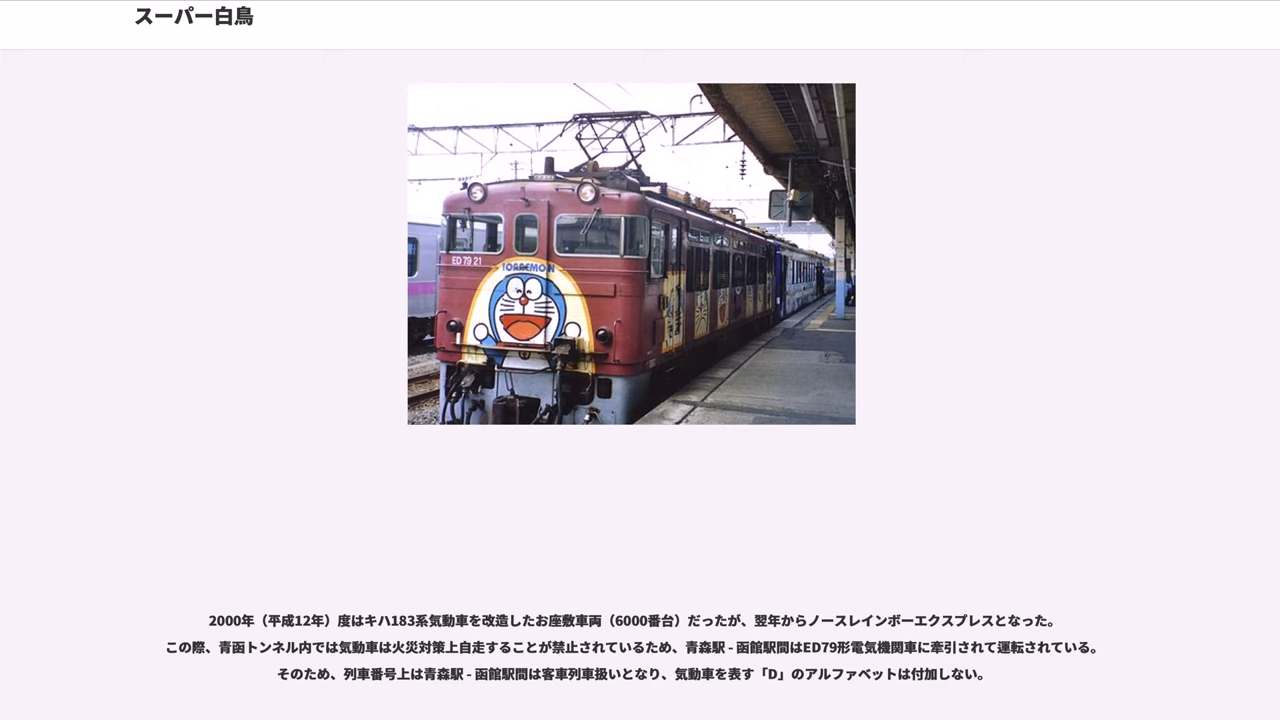 スーパー白鳥
ED79 21
DORAEMON
2000年（平成12年）度はキハ183系気動車を改造したお座敷車両（6000番台）だったが、翌年からノースレインボーエクスプレスとなった。
この際、青函トンネル内では気動車は火災対策上自走することが禁止されているため、青森駅 - 函館駅間はED79形電気機関車に牽引されて運転されている。
そのため、列車番号上は青森駅 - 函館駅間は客車列車扱いとなり、気動車を表す「D」のアルファベットは付加しない。